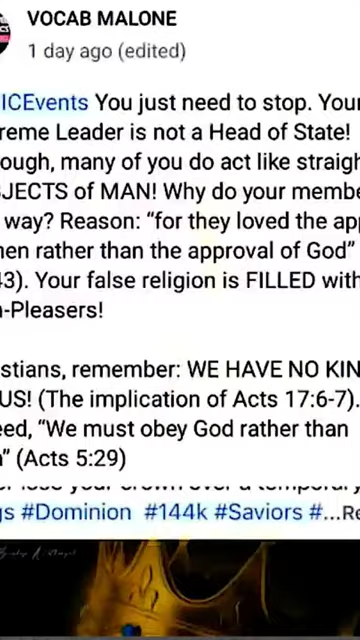 VOCAB MALONE
1 day ago (edited)
ICEvents You just need to stop. Your
reme Leader is not a Head of State!
ough, many of you do act like straigh
BJECTS of MAN! Why do your membe
way? Reason: “for they loved the app
men rather than the approval of God”
43). Your false religion is FILLED with
-Pleasers!
stians, remember: WE HAVE NO KIN
US! (The implication of Acts 17:6-7).
eed, “We must obey God rather than
” (Acts 5:29)
gs #Dominion #144k #Saviors #...Re